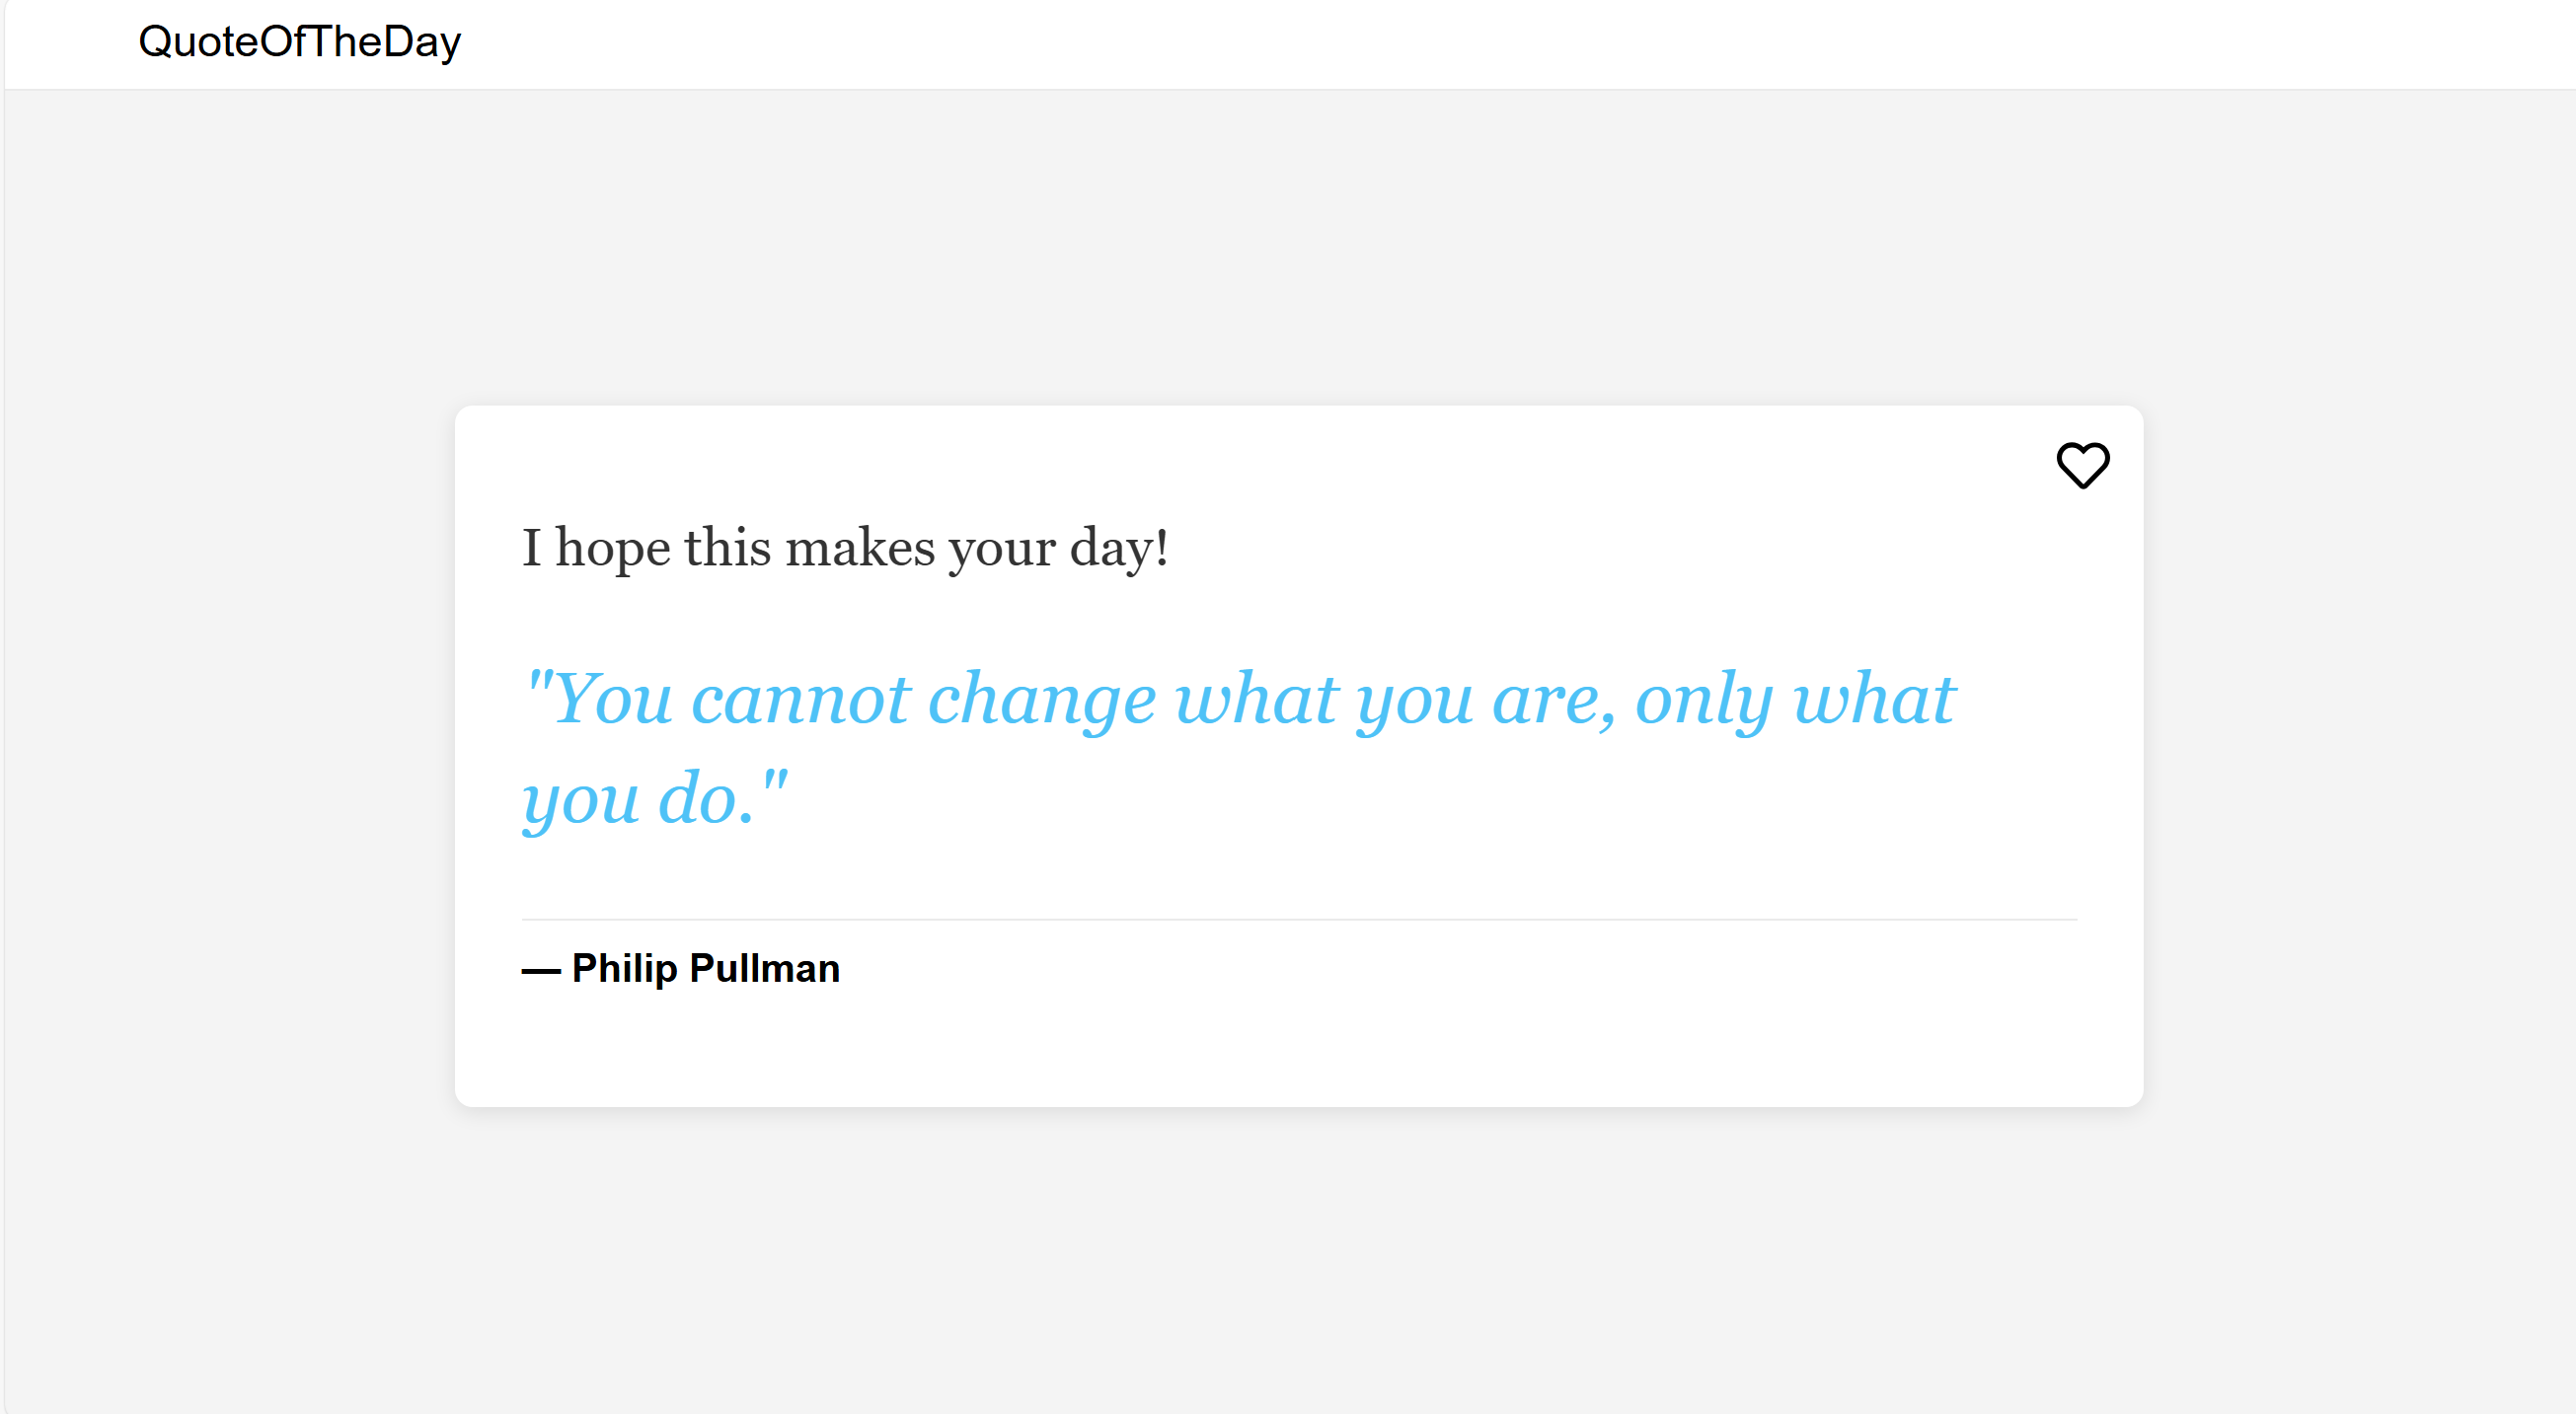 QuoteOfTheDay
I hope this makes your day!
"You cannot change what you are, only what
you do."
— Philip Pullman